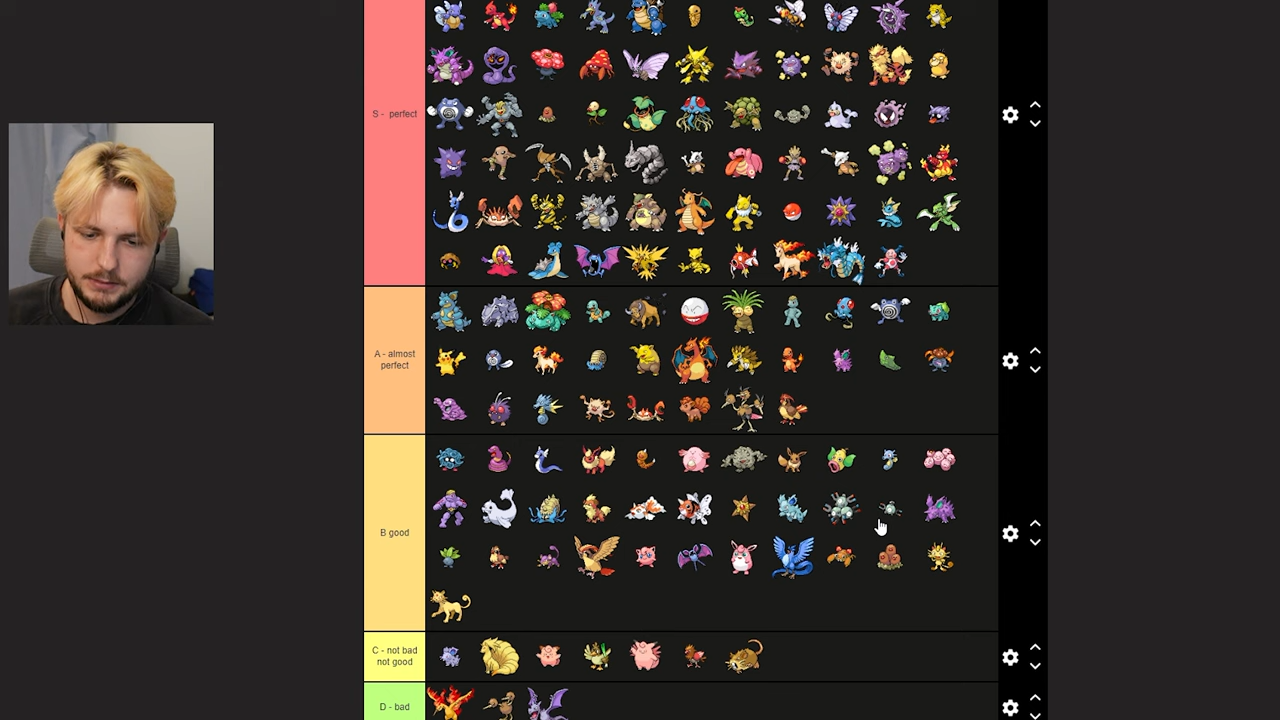 S - perfect
A - almost
perfect
B good
C - not bad
not good
D - bad